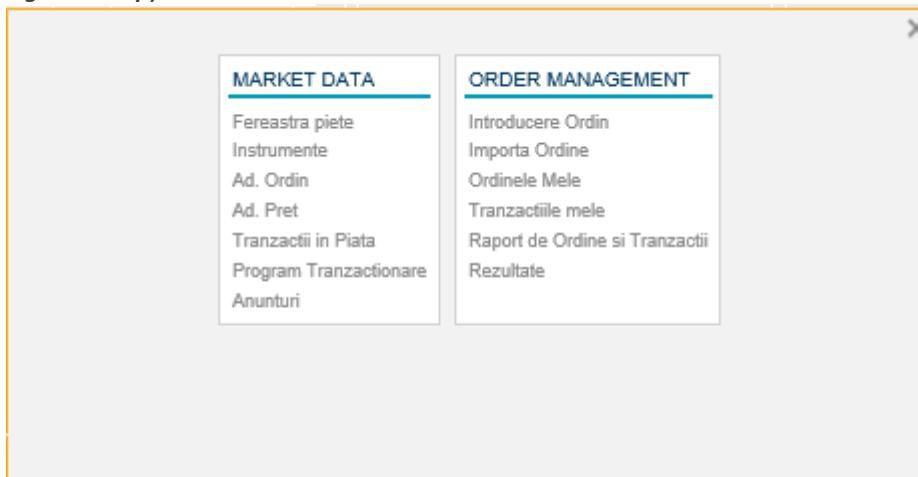 MARKET DATA
Fereastra piete
Instrumente
Ad. Ordin
Ad. Pret
Tranzactii in Piata
Program Tranzactionare
Anunturi
ORDER MANAGEMENT
Introducere Ordin
Importa Ordine
Ordinele Mele
Tranzactiile mele
Raport de Ordine si Tranzactii
Rezultate